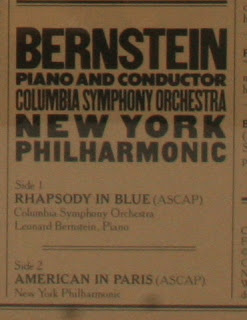 BERNSTEIN
PIANO AND CONDUCTOR
COLUMBIA SYMPHONY ORCHESTRA
NEW YORK
PHILHARMONIC
Side 1
RHAPSODY IN BLUE (ASCAP)
Columbia Symphony Orchestra
Leonard Bernstein, Piano
Side 2
AMERICAN IN PARIS (ASCAP)
New York Philharmonic